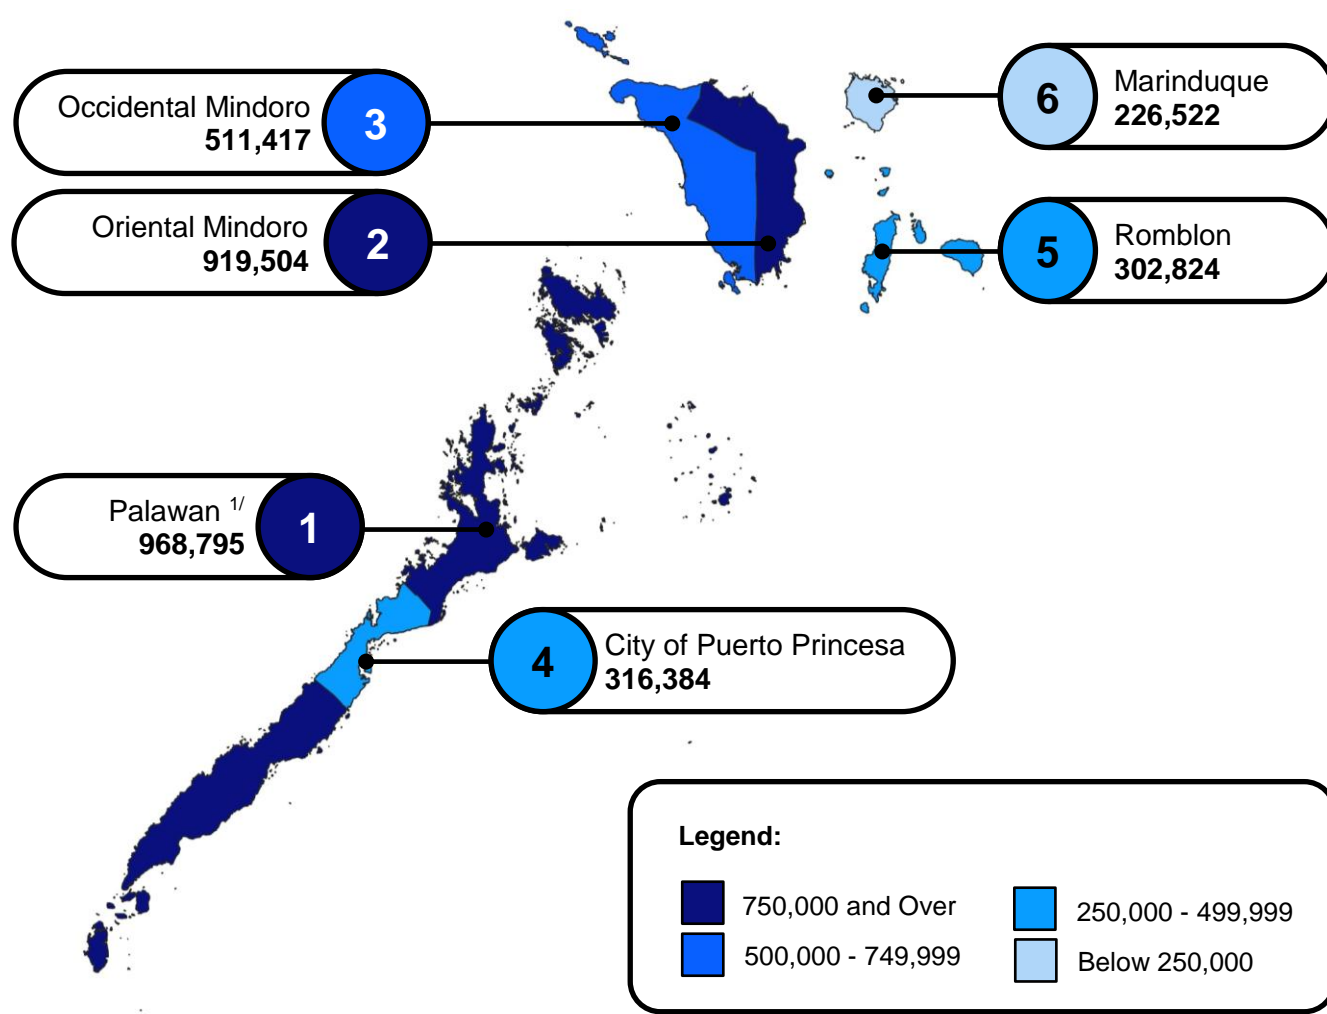 Occidental Mindoro
511,417
3
Oriental Mindoro
919,504
2
6
Marinduque
226,522
5
Romblon
302,824
Palawan 1/
968,795
1
4
City of Puerto Princesa
316,384
Legend:
750,000 and Over
500,000 - 749,999
250,000 - 499,999
Below 250,000